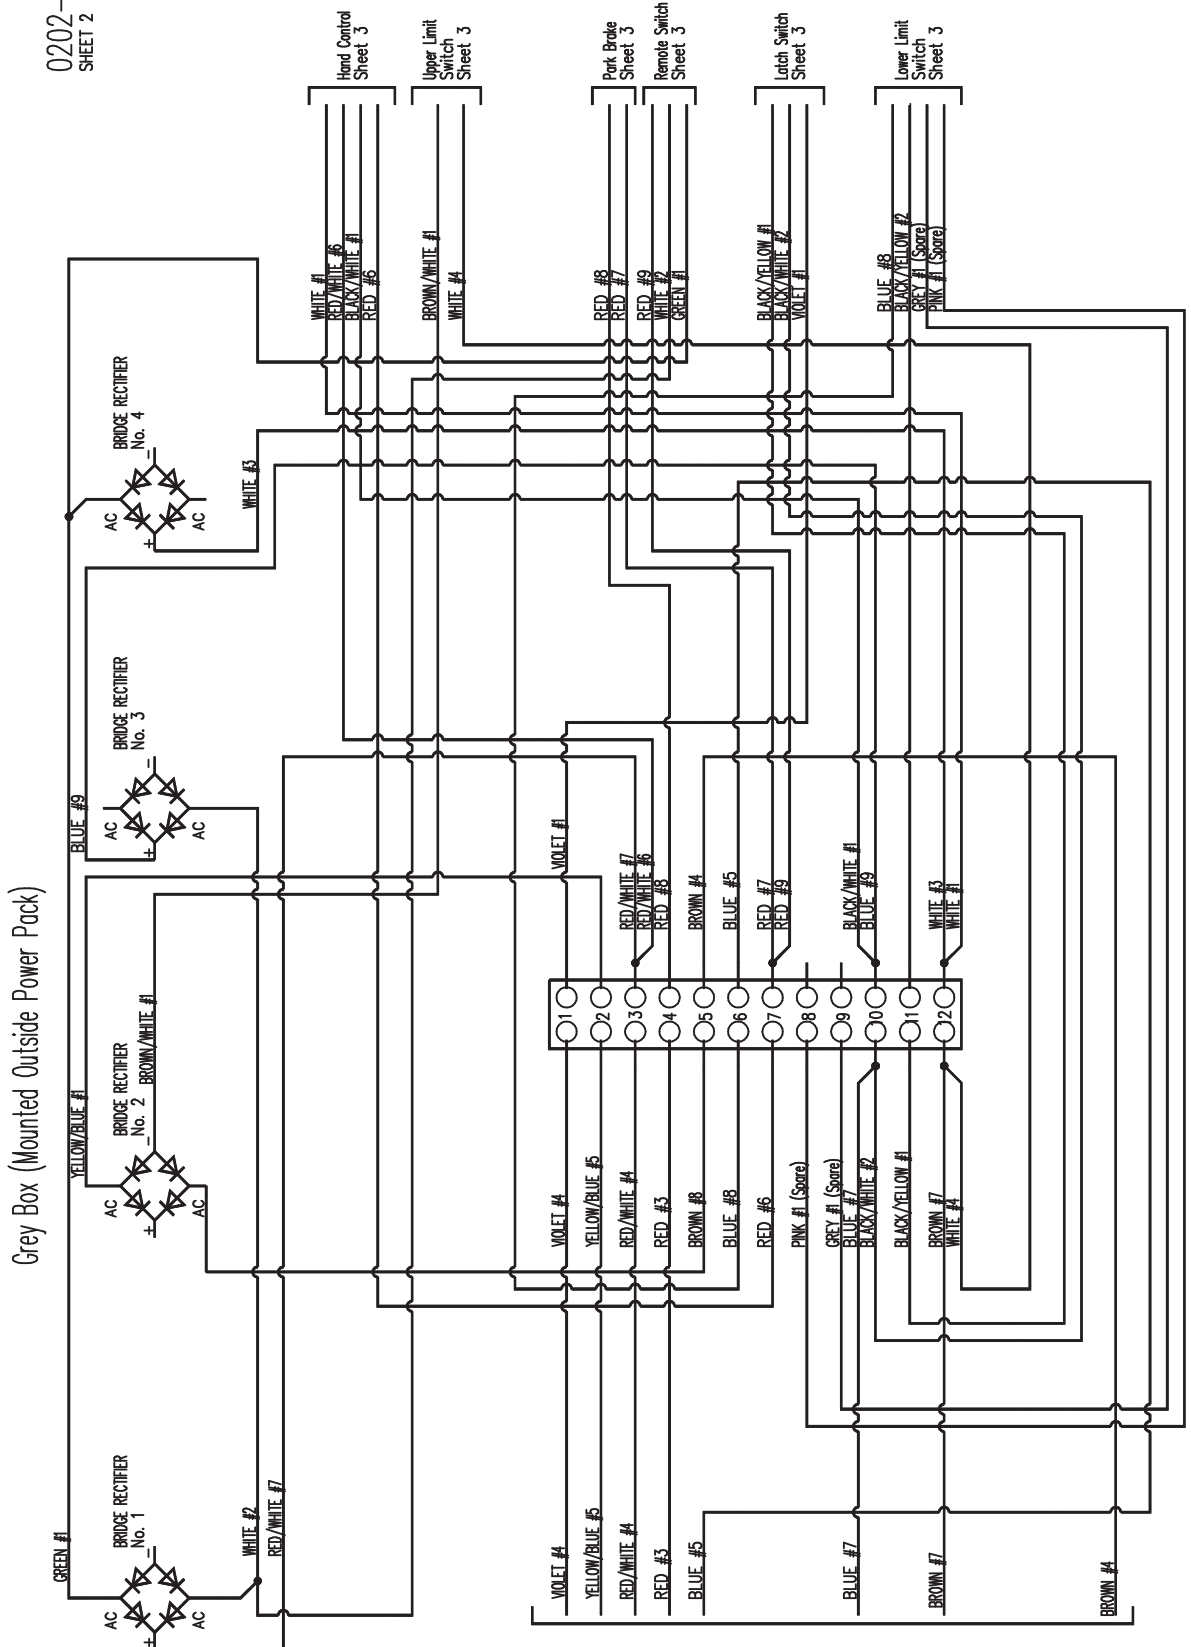 0202-
SHEET 2
Grey Box (Mounted Outside Power Pack)
Hand Control
Sheet 3
Upper Limit
Switch
Sheet 3
Park Brake
Sheet 3
Remote Switch
Sheet 3
Latch Switch
Sheet 3
Lower Limit
Switch
Sheet 3
WHITE #1
RED/WHITE #6
BLACK/WHITE #1
RED #6
BROWN/WHITE #1
WHITE #4
RED #8
RED #7
RED #9
WHITE #2
GREEN #1
BLACK/YELLOW #1
BLACK/WHITE #2
VIOLET #1
BLUE #8
BLACK/YELLOW #2
GREY #1 (Spare)
PINK #1 (Spare)
BRIDGE RECTIFIER
No. 4
AC
AC
+
-
WHITE #3
BRIDGE RECTIFIER
No. 3
AC
AC
+
-
BLUE #9
VIOLET #1
RED/WHITE #7
RED/WHITE #6
RED #8
BROWN #4
BLUE #5
RED #7
RED #9
BLACK/WHITE #1
BLUE #9
WHITE #3
WHITE #1
1
2
3
4
5
6
7
8
9
10
11
12
YELLOW/BLUE #1
BRIDGE RECTIFIER
No. 2
BROWN/WHITE #1
AC
AC
+
-
VIOLET #4
YELLOW/BLUE #5
RED/WHITE #4
RED #3
BROWN #8
BLUE #8
RED #6
PINK #1 (Spare)
GREY #1 (Spare)
BLUE #7
BLACK/WHITE #2
BLACK/YELLOW #1
BROWN #7
WHITE #4
GREEN #1
BRIDGE RECTIFIER
No. 1
AC
AC
+
-
WHITE #2
RED/WHITE #7
VIOLET #4
YELLOW/BLUE #5
RED/WHITE #4
RED #3
BLUE #5
BLUE #7
BROWN #7
BROWN #4